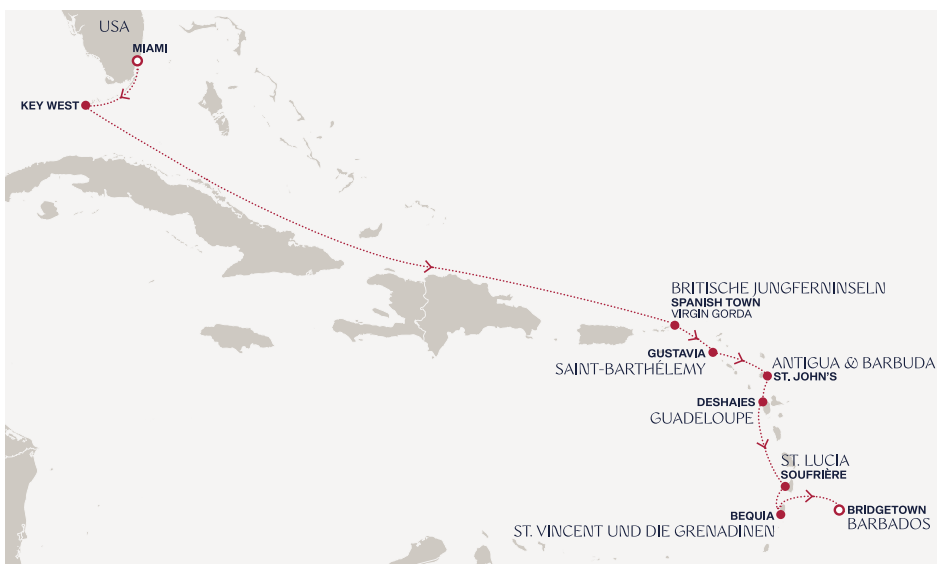 USA
MIAMI
KEY WEST
BRITISCHE JUNGFERNINSELN
SPANISH TOWN
VIRGIN GORDA
GUSTAVIA
SAINT-BARTHÉLEMY
ANTIGUA & BARBUDA
ST. JOHN'S
DESHAIES
GUADELOUPE
ST. LUCIA
SOUFRIÈRE
BEQUIA
ST. VINCENT UND DIE GRENADINEN
BRIDGETOWN
BARBADOS